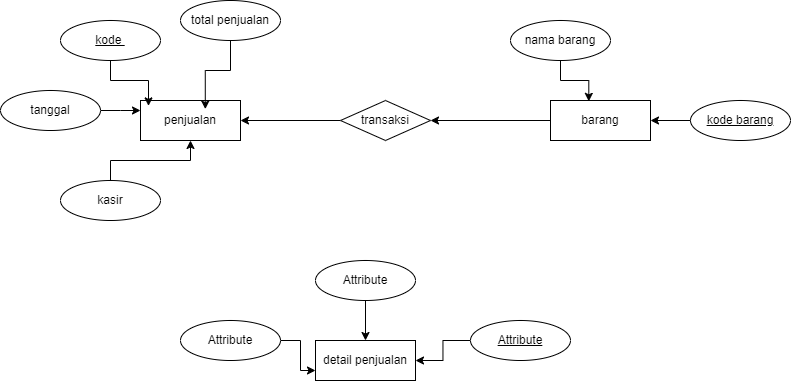 total penjualan
kode
nama barang
tanggal
penjualan
transaksi
barang
kode barang
kasir
Attribute
Attribute
Attribute
detail penjualan